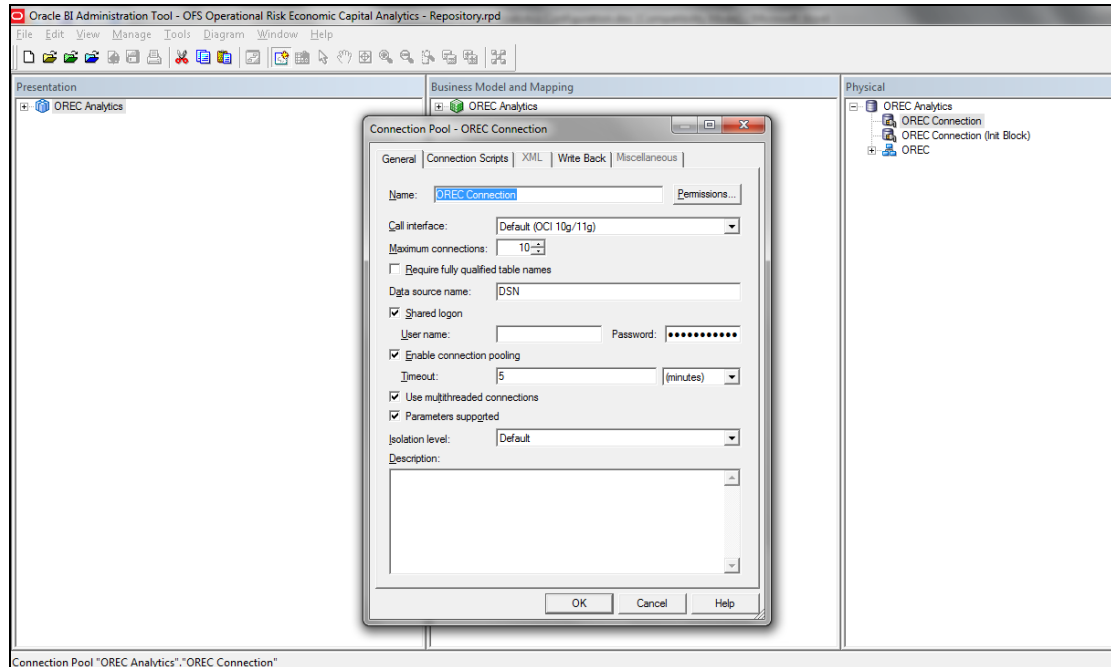 Oracle BI Administration Tool - OFS Operational Risk Economic Capital Analytics - Repository.rpd
File Edit View Manage Tools Diagram Window Help
Presentation
Business Model and Mapping
Physical
OREC Analytics
OREC Analytics
OREC Analytics
OREC Connection
OREC Connection (Init Block)
OREC
Connection Pool - OREC Connection
General Connection Scripts XML Write Back Miscellaneous
Name: OREC Connection Permissions...
Call interface: Default (OCI 10g/11g)
Maximum connections: 10
Require fully qualified table names
Data source name: DSN
Shared logon
User name: Password: ●●●●●●●●●●●
Enable connection pooling
Timeout: 5 (minutes)
Use multithreaded connections
Parameters supported
Isolation level: Default
Description:
OK Cancel Help
Connection Pool "OREC Analytics"."OREC Connection"